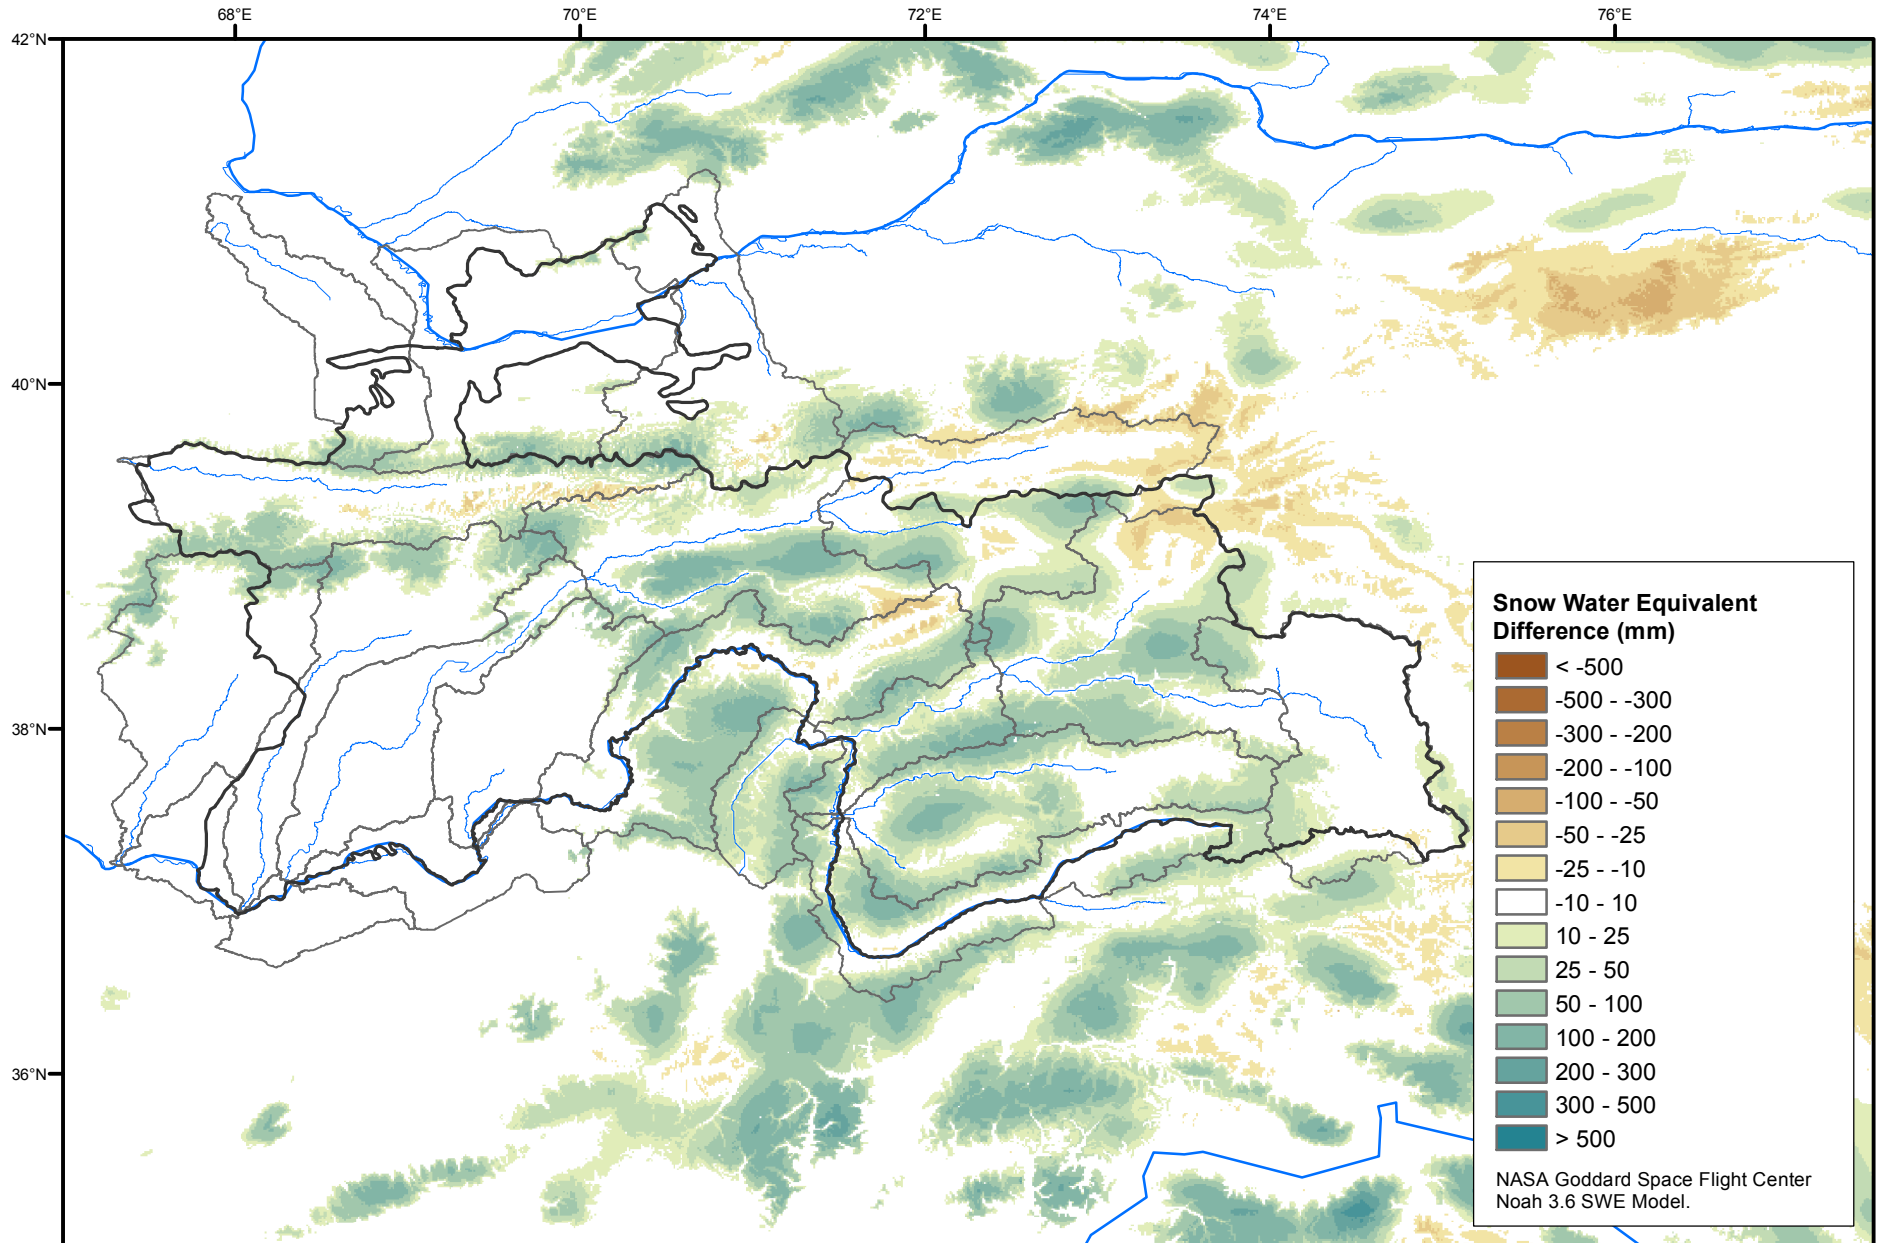 68°E
70°E
72°E
74°E
76°E
42°N
40°N
38°N
36°N
Snow Water Equivalent
Difference (mm)
< -500
-500 - -300
-300 - -200
-200 - -100
-100 - -50
-50 - -25
-25 - -10
-10 - 10
10 - 25
25 - 50
50 - 100
100 - 200
200 - 300
300 - 500
> 500
NASA Goddard Space Flight Center
Noah 3.6 SWE Model.